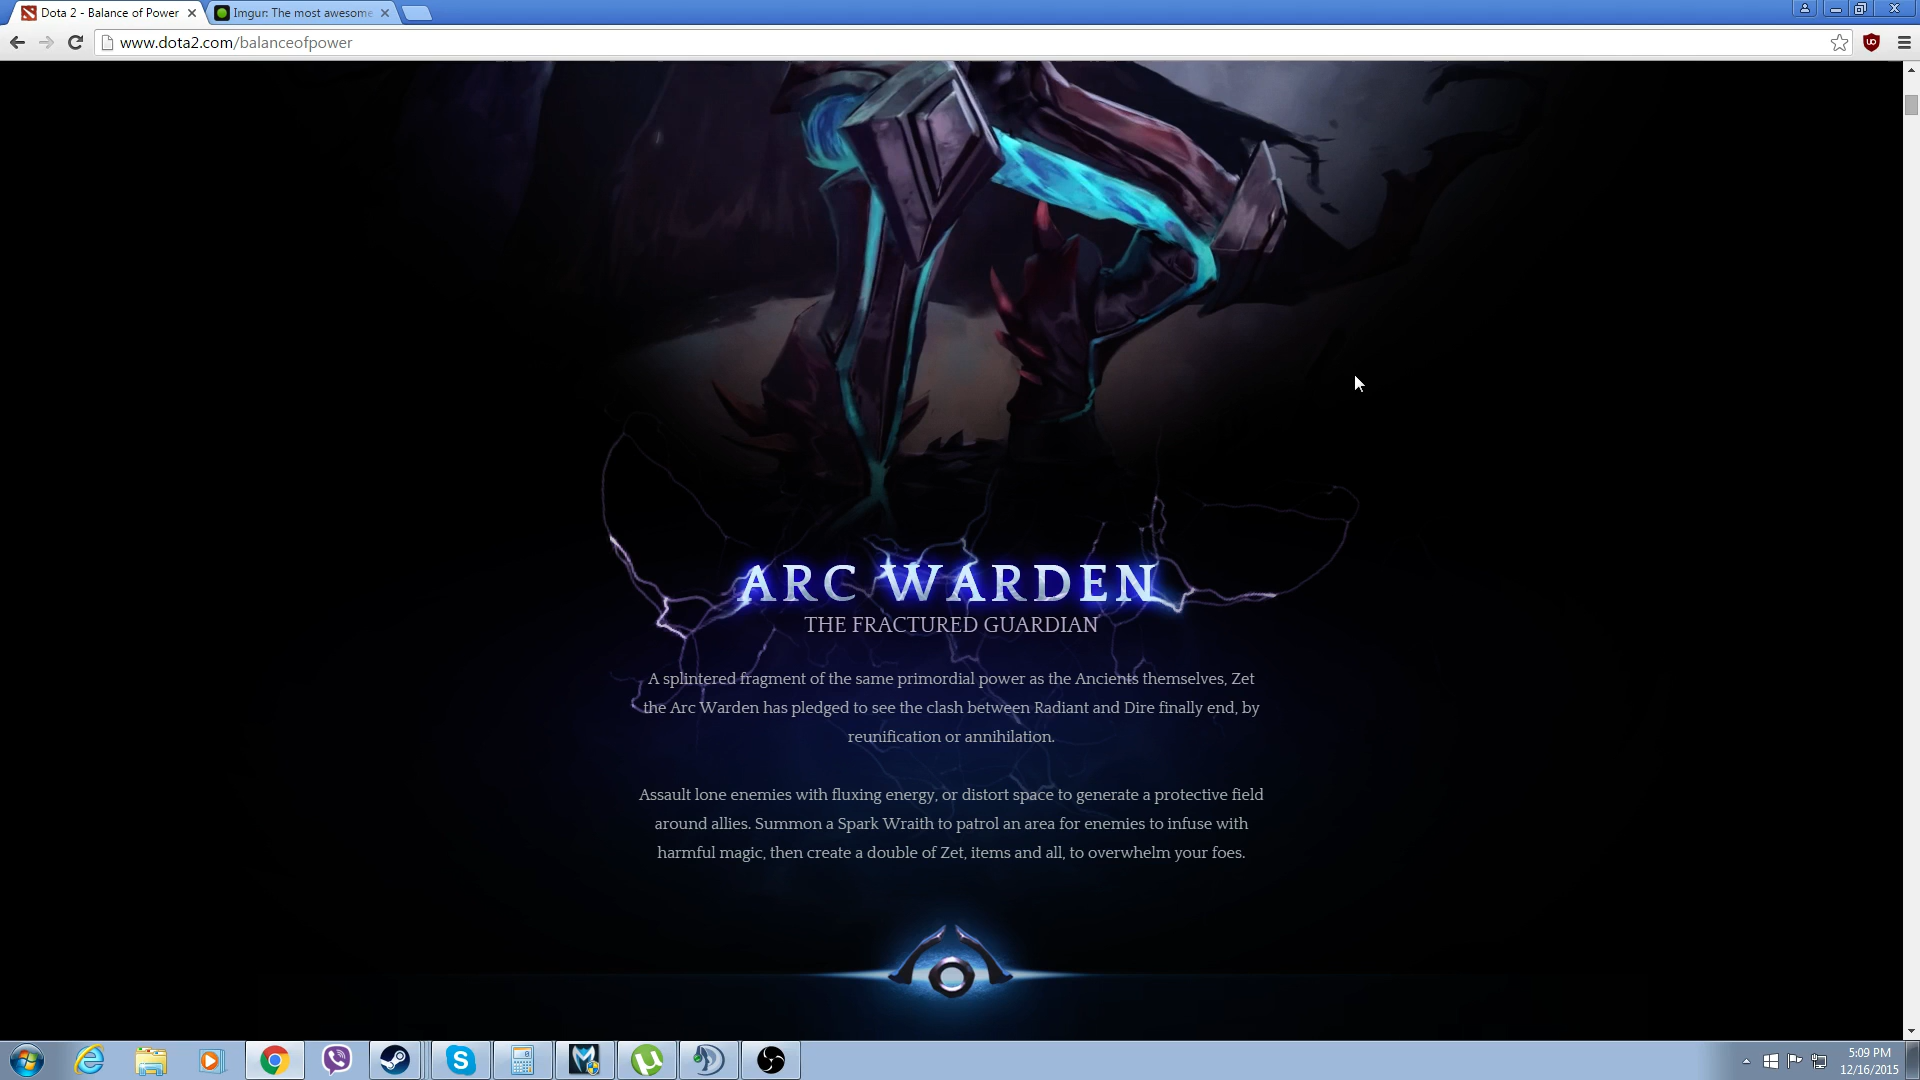 Dota 2 - Balance of Power
Imgur: The most awesome
www.dota2.com/balanceofpower
ARC WARDEN
THE FRACTURED GUARDIAN
A splintered fragment of the same primordial power as the Ancients themselves, Zet
the Arc Warden has pledged to see the clash between Radiant and Dire finally end, by
reunification or annihilation.
Assault lone enemies with fluxing energy, or distort space to generate a protective field
around allies. Summon a Spark Wraith to patrol an area for enemies to infuse with
harmful magic, then create a double of Zet, items and all, to overwhelm your foes.
5:09 PM
12/16/2015